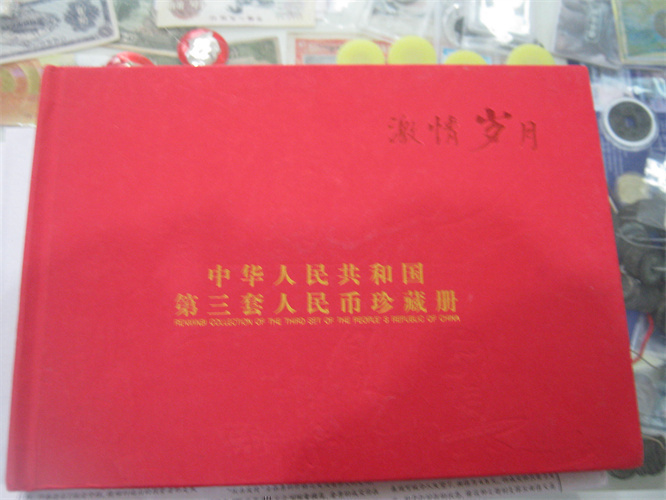 激情岁月
中华人民共和国
第三套人民币珍藏册
RENMINBI COLLECTION OF THE THIRD SET OF THE PEOPLE'S REPUBLIC OF CHINA